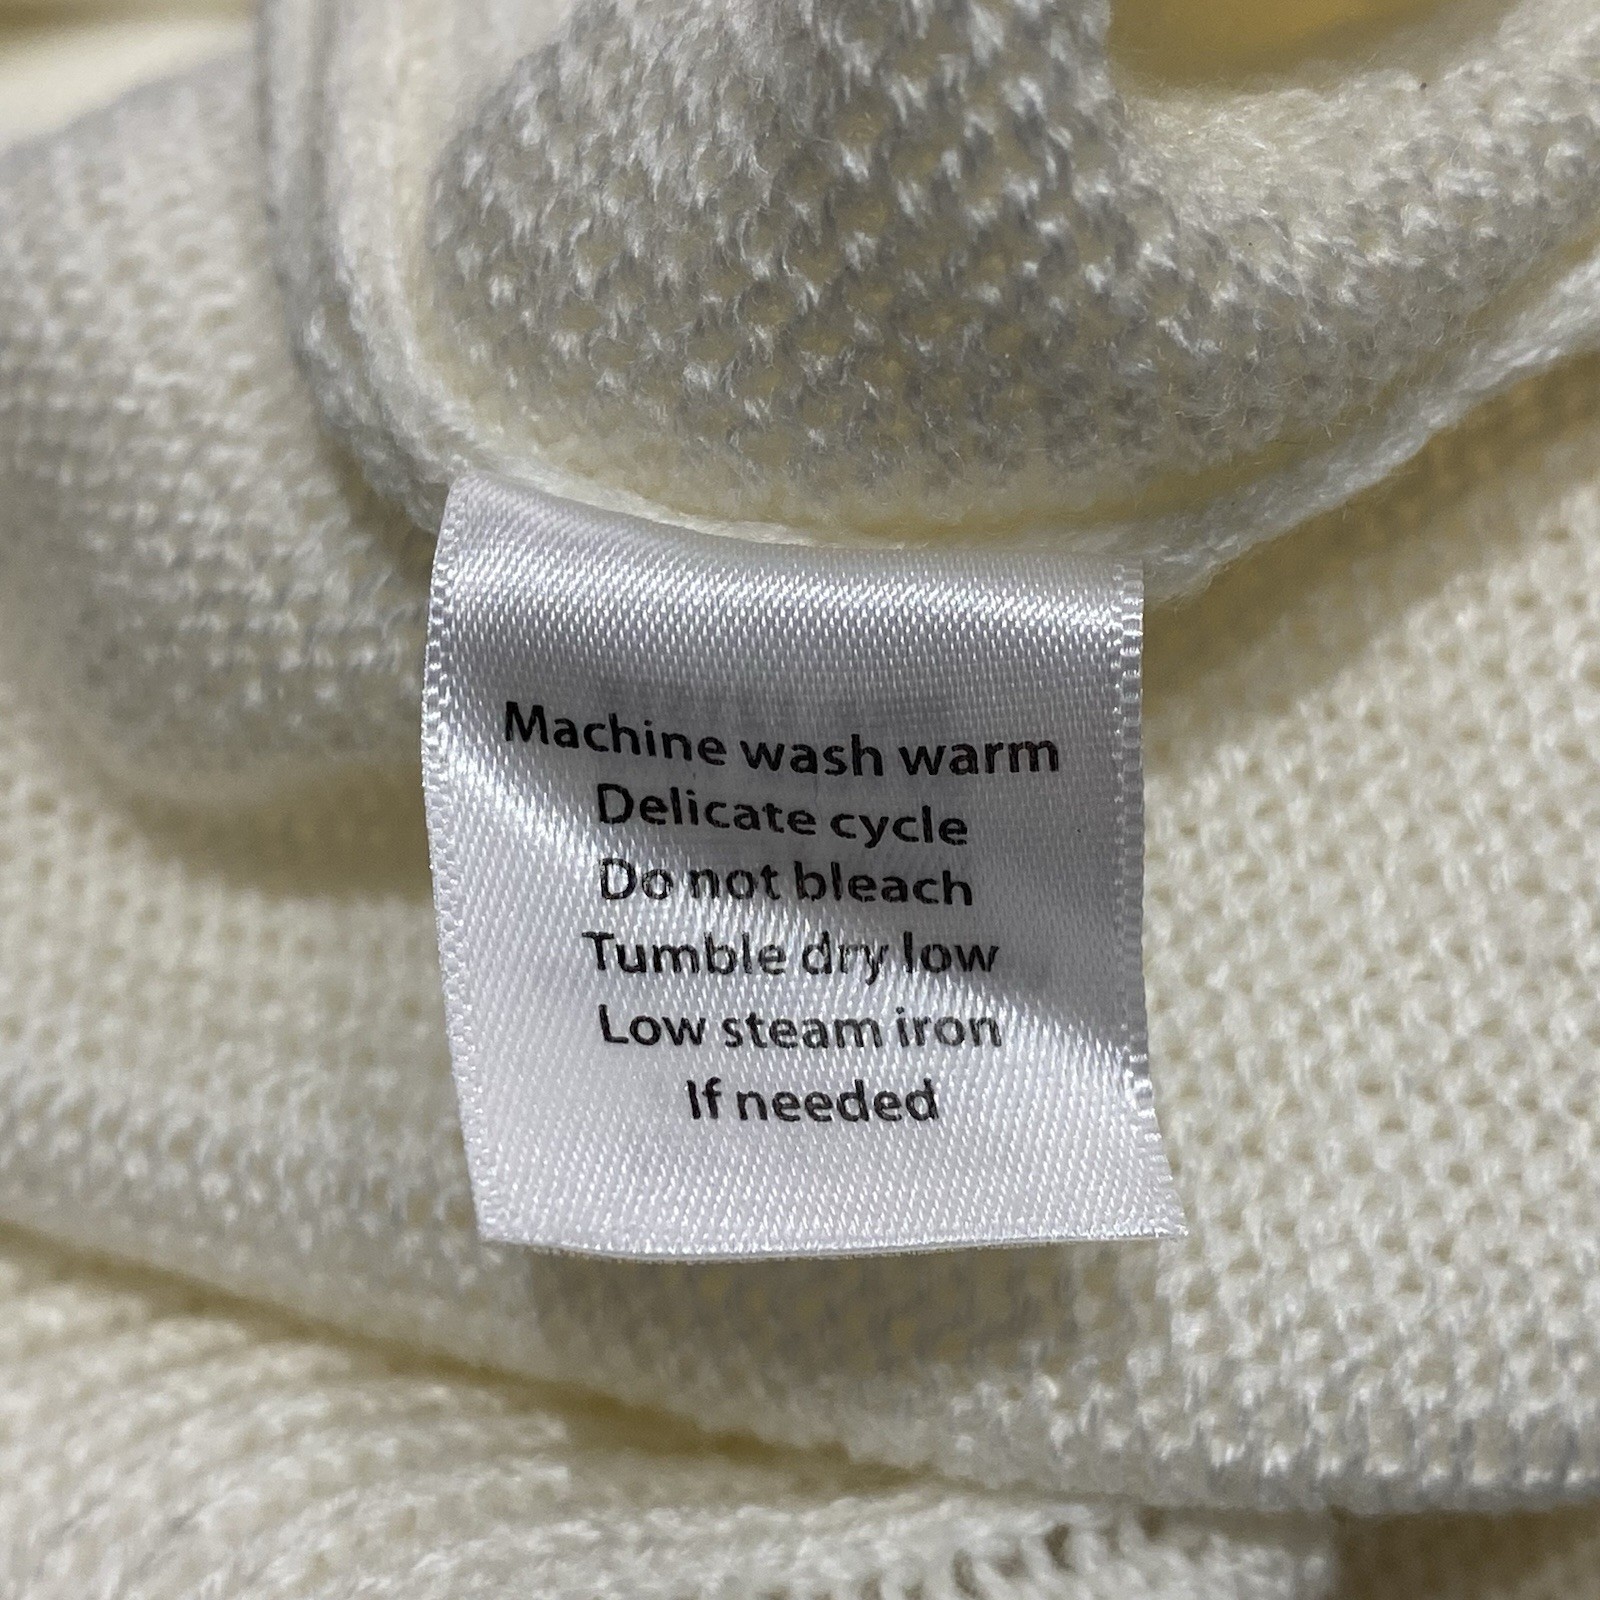 Machine wash warm
Delicate cycle
Do not bleach
Tumble dry low
Low steam iron
If needed